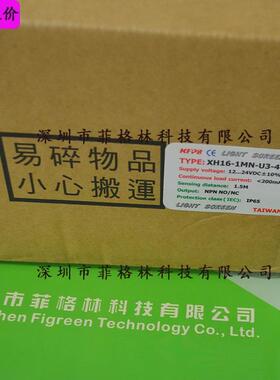 价
深圳市菲格林科技有限公司
KFPS CE LIGHT SCREEN
TYPE: XH16-1MN-U3-4
Supply voltage: 12...24VDC±10%
Continuous load current: <200mA
Sensing distance: 1.5M
Output: NPN NO/NC
Protection class(IEC): IP65
LIGHT SCREEN
TAIWAN
易碎物品
小心搬運
深圳市菲格林科技有限公司
市菲格林科技有限公
hen Figreen Technology Co., Lt